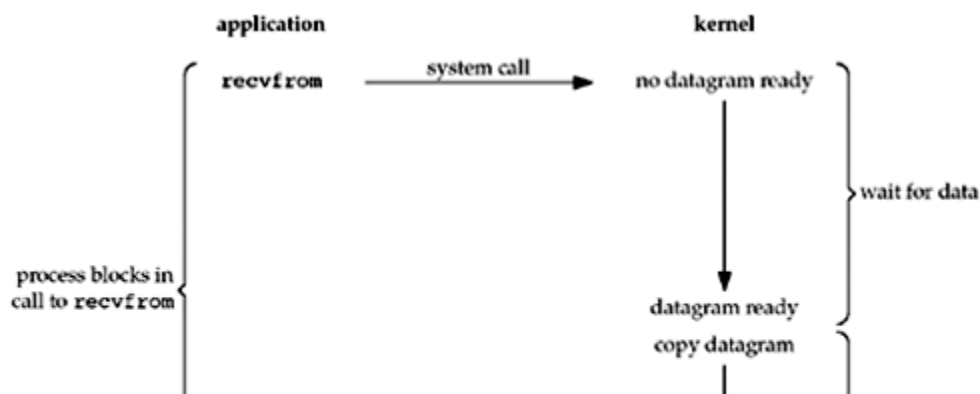 application
kernel
recvfrom
system call
no datagram ready
wait for data
process blocks in
call to recvfrom
datagram ready
copy datagram